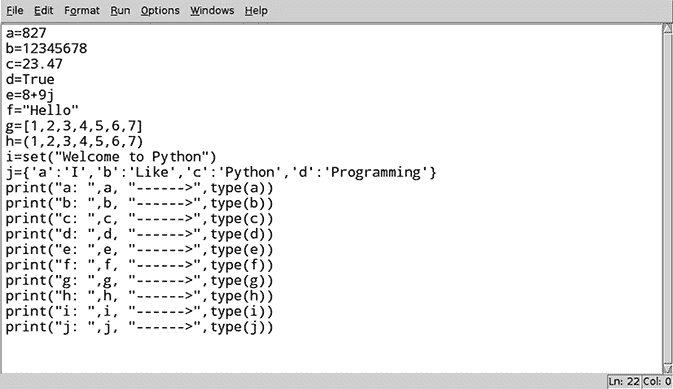 File Edit Format Run Options Windows Help
a=827
b=12345678
c=23.47
d=True
e=8+9j
f="Hello"
g=[1,2,3,4,5,6,7]
h=(1,2,3,4,5,6,7)
i=set("Welcome to Python")
j={'a':'I','b':'Like','c':'Python','d':'Programming'}
print("a: ",a, "------>",type(a))
print("b: ",b, "------>",type(b))
print("c: ",c, "------>",type(c))
print("d: ",d, "------>",type(d))
print("e: ",e, "------>",type(e))
print("f: ",f, "------>",type(f))
print("g: ",g, "------>",type(g))
print("h: ",h, "------>",type(h))
print("i: ",i, "------>",type(i))
print("j: ",j, "------>",type(j))
Ln: 22 Col: 0